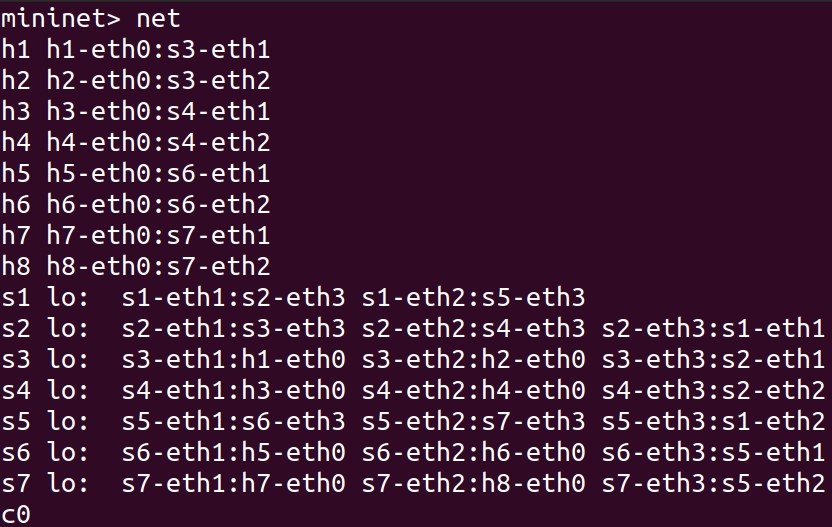 mininet> net
h1 h1-eth0:s3-eth1
h2 h2-eth0:s3-eth2
h3 h3-eth0:s4-eth1
h4 h4-eth0:s4-eth2
h5 h5-eth0:s6-eth1
h6 h6-eth0:s6-eth2
h7 h7-eth0:s7-eth1
h8 h8-eth0:s7-eth2
s1 lo:  s1-eth1:s2-eth3 s1-eth2:s5-eth3
s2 lo:  s2-eth1:s3-eth3 s2-eth2:s4-eth3 s2-eth3:s1-eth1
s3 lo:  s3-eth1:h1-eth0 s3-eth2:h2-eth0 s3-eth3:s2-eth1
s4 lo:  s4-eth1:h3-eth0 s4-eth2:h4-eth0 s4-eth3:s2-eth2
s5 lo:  s5-eth1:s6-eth3 s5-eth2:s7-eth3 s5-eth3:s1-eth2
s6 lo:  s6-eth1:h5-eth0 s6-eth2:h6-eth0 s6-eth3:s5-eth1
s7 lo:  s7-eth1:h7-eth0 s7-eth2:h8-eth0 s7-eth3:s5-eth2
c0